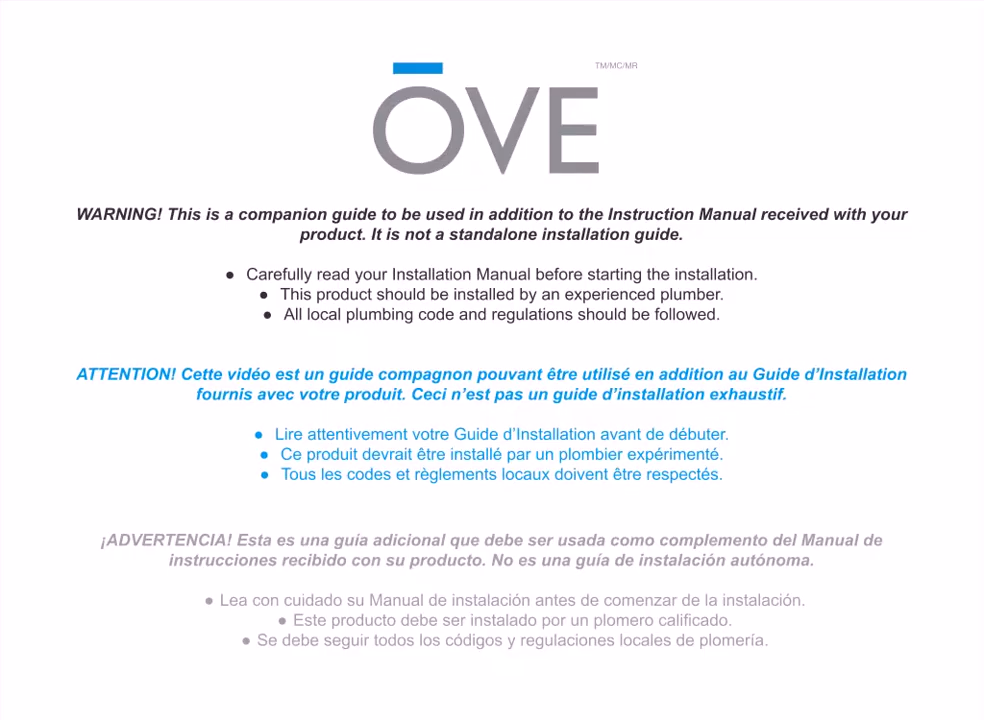 TM/MC/MR
ŌVE
WARNING! This is a companion guide to be used in addition to the Instruction Manual received with your
product. It is not a standalone installation guide.
● Carefully read your Installation Manual before starting the installation.
● This product should be installed by an experienced plumber.
● All local plumbing code and regulations should be followed.
ATTENTION! Cette vidéo est un guide compagnon pouvant être utilisé en addition au Guide d’Installation
fournis avec votre produit. Ceci n’est pas un guide d’installation exhaustif.
● Lire attentivement votre Guide d’Installation avant de débuter.
● Ce produit devrait être installé par un plombier expérimenté.
● Tous les codes et règlements locaux doivent être respectés.
¡ADVERTENCIA! Esta es una guía adicional que debe ser usada como complemento del Manual de
instrucciones recibido con su producto. No es una guía de instalación autónoma.
● Lea con cuidado su Manual de instalación antes de comenzar de la instalación.
● Este producto debe ser instalado por un plomero calificado.
● Se debe seguir todos los códigos y regulaciones locales de plomería.